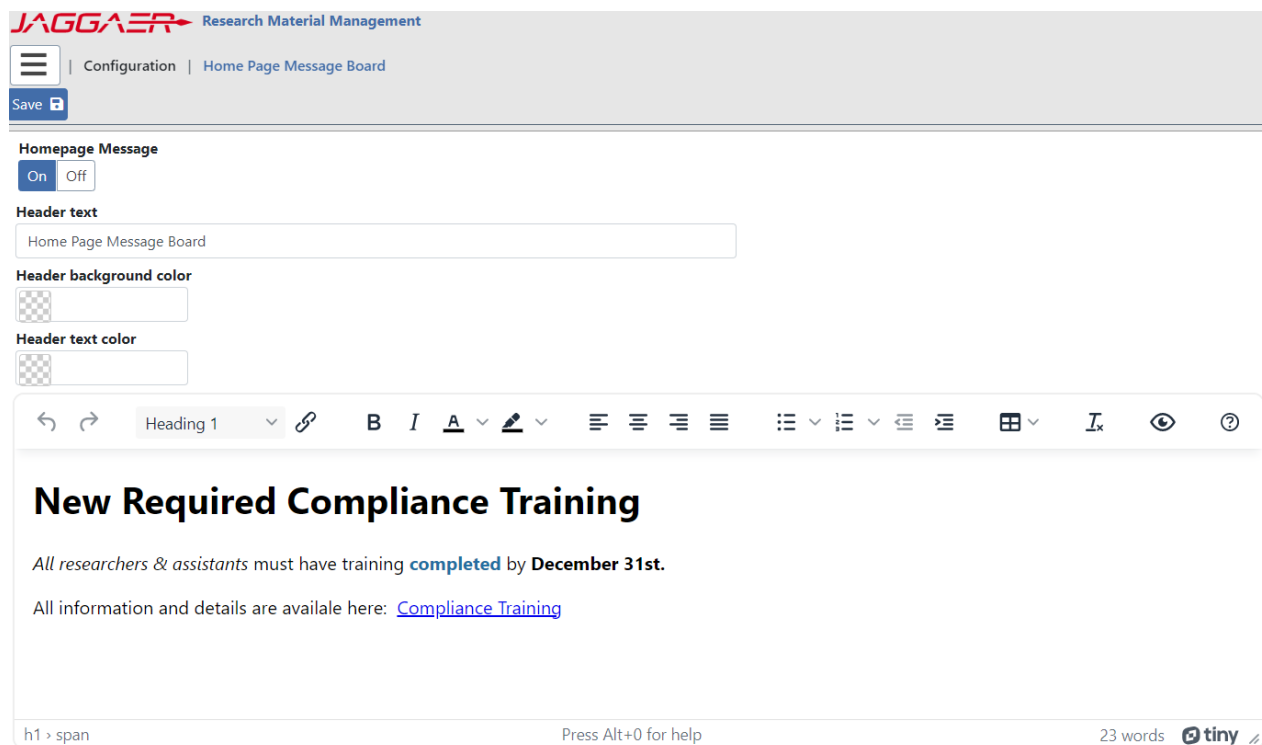 JAGGAER Research Material Management
| Configuration | Home Page Message Board
Save
Homepage Message
On Off
Header text
Home Page Message Board
Header background color
Header text color
Heading 1 B I A
New Required Compliance Training
All researchers & assistants must have training completed by December 31st.
All information and details are availale here: Compliance Training
h1 › span Press Alt+0 for help 23 words tiny